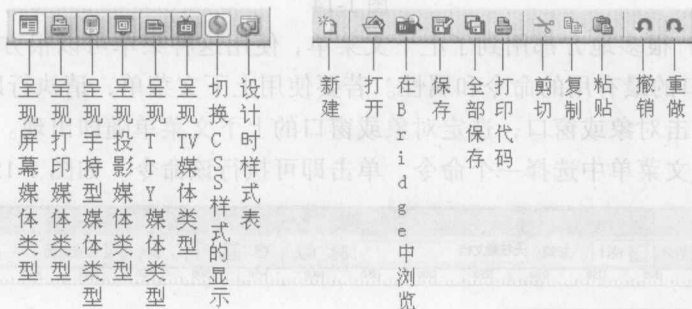 呈现屏幕媒体类型
呈现打印媒体类型
呈现手持型媒体类型
呈现投影媒体类型
呈现TTY媒体类型
呈现TV媒体类型
切换CSS样式的显示
设计时样式表
新建
打开
Bridge中浏览
保存
部保存
印代码
剪切
复制
粘贴
撤销
重做